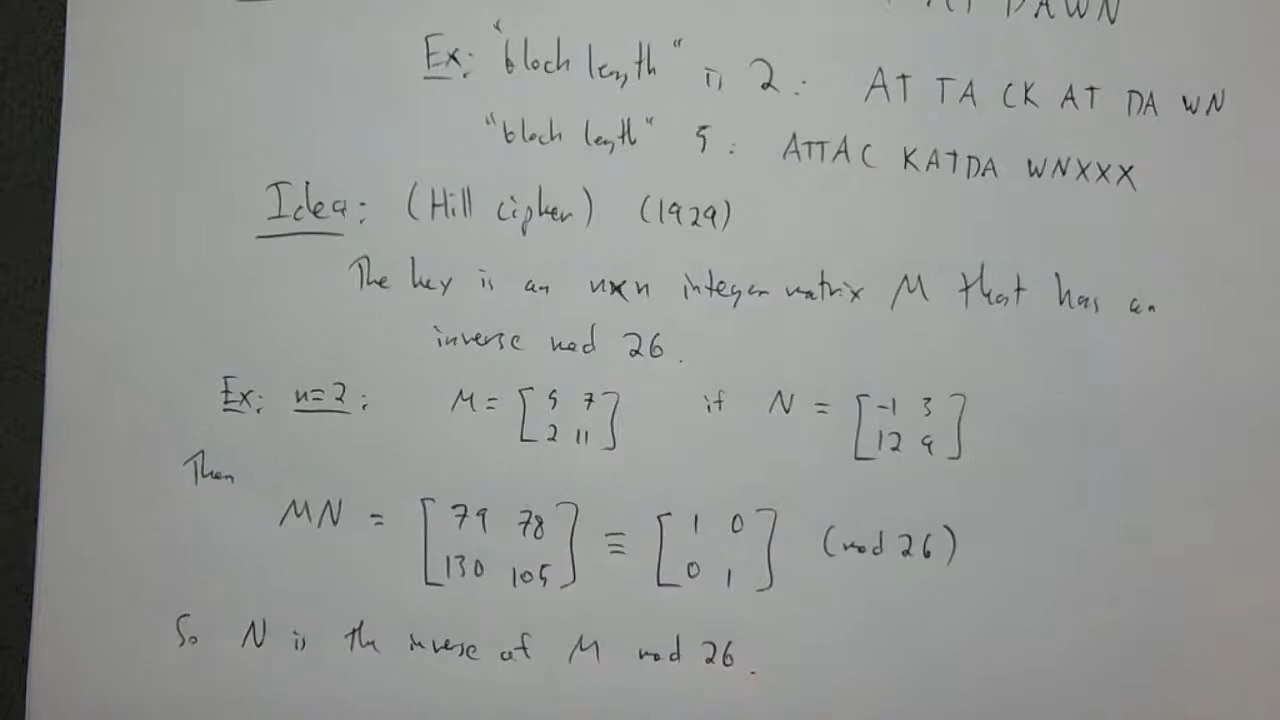 AT DAWN
Ex: "block length" is 2: AT TA CK AT DA WN
"block length" 5: ATTAC KATDA WNXXX
Idea: (Hill cipher) (1929)
The key is an n×n integer matrix M that has an
inverse mod 26.
Ex: n=2: M = [5 7 if N = [-1 3
2 11] 12 9]
Then
MN = [79 78 ≡ [1 0 (mod 26)
130 105] 0 1]
So N is the inverse of M mod 26.